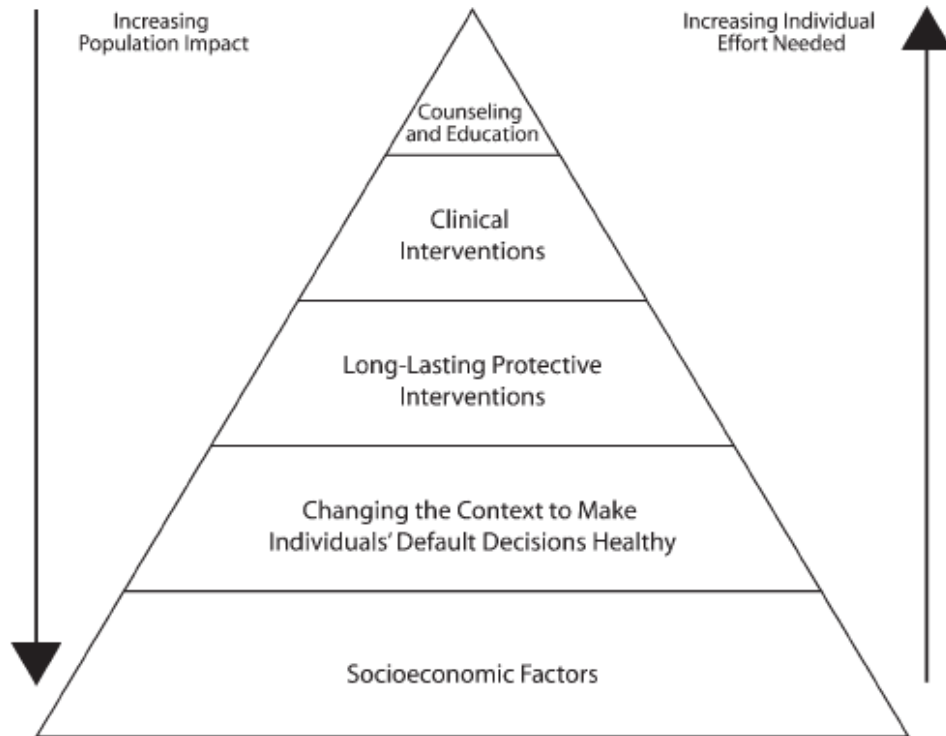 Increasing
Population Impact
Increasing Individual
Effort Needed
Counseling
and Education
Clinical
Interventions
Long-Lasting Protective
Interventions
Changing the Context to Make
Individuals’ Default Decisions Healthy
Socioeconomic Factors